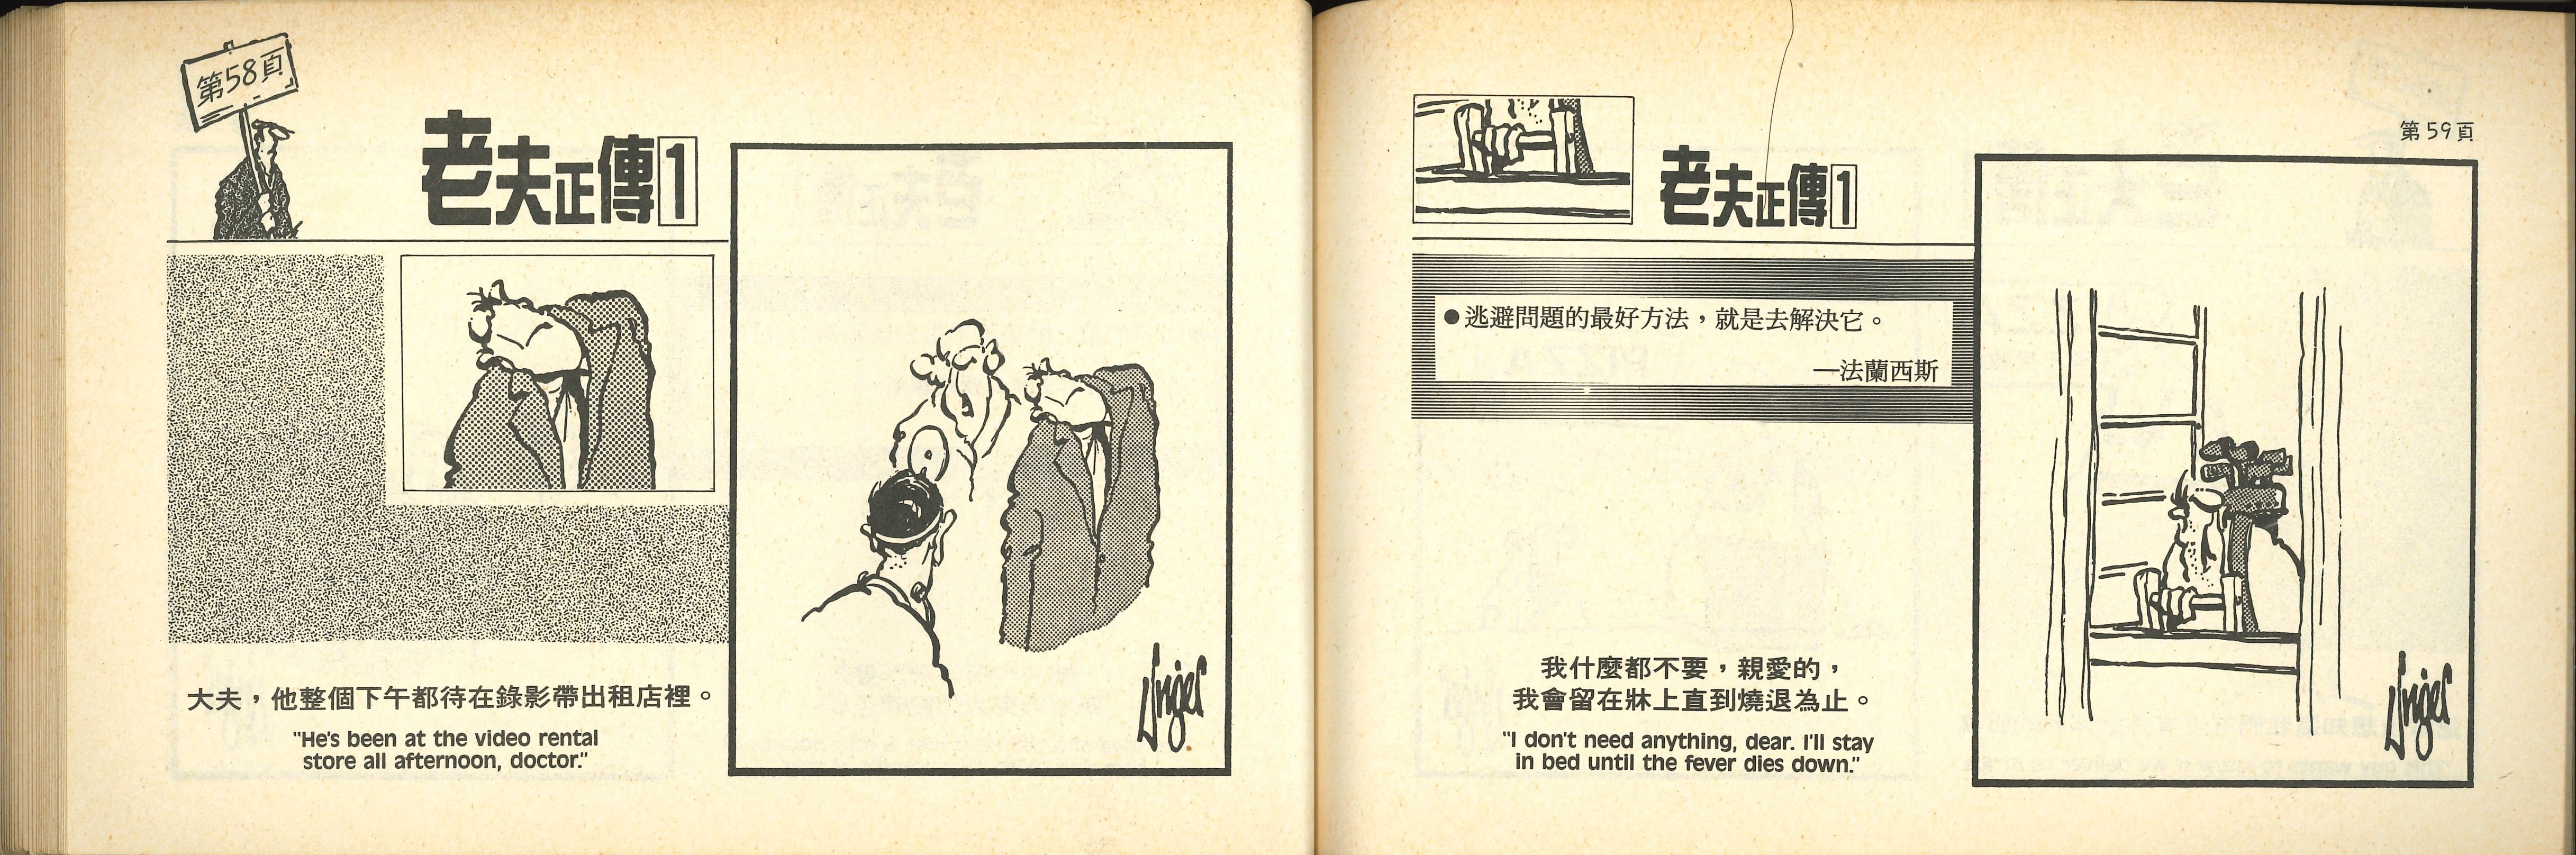 第58頁
老夫正傳1
大夫，他整個下午都待在錄影帶出租店裡。
"He's been at the video rental
store all afternoon, doctor."
Unger
第59頁
老夫正傳1
●逃避問題的最好方法，就是去解決它。
—法蘭西斯
我什麼都不要，親愛的，
我會留在牀上直到燒退為止。
"I don't need anything, dear. I'll stay
in bed until the fever dies down."
Unger